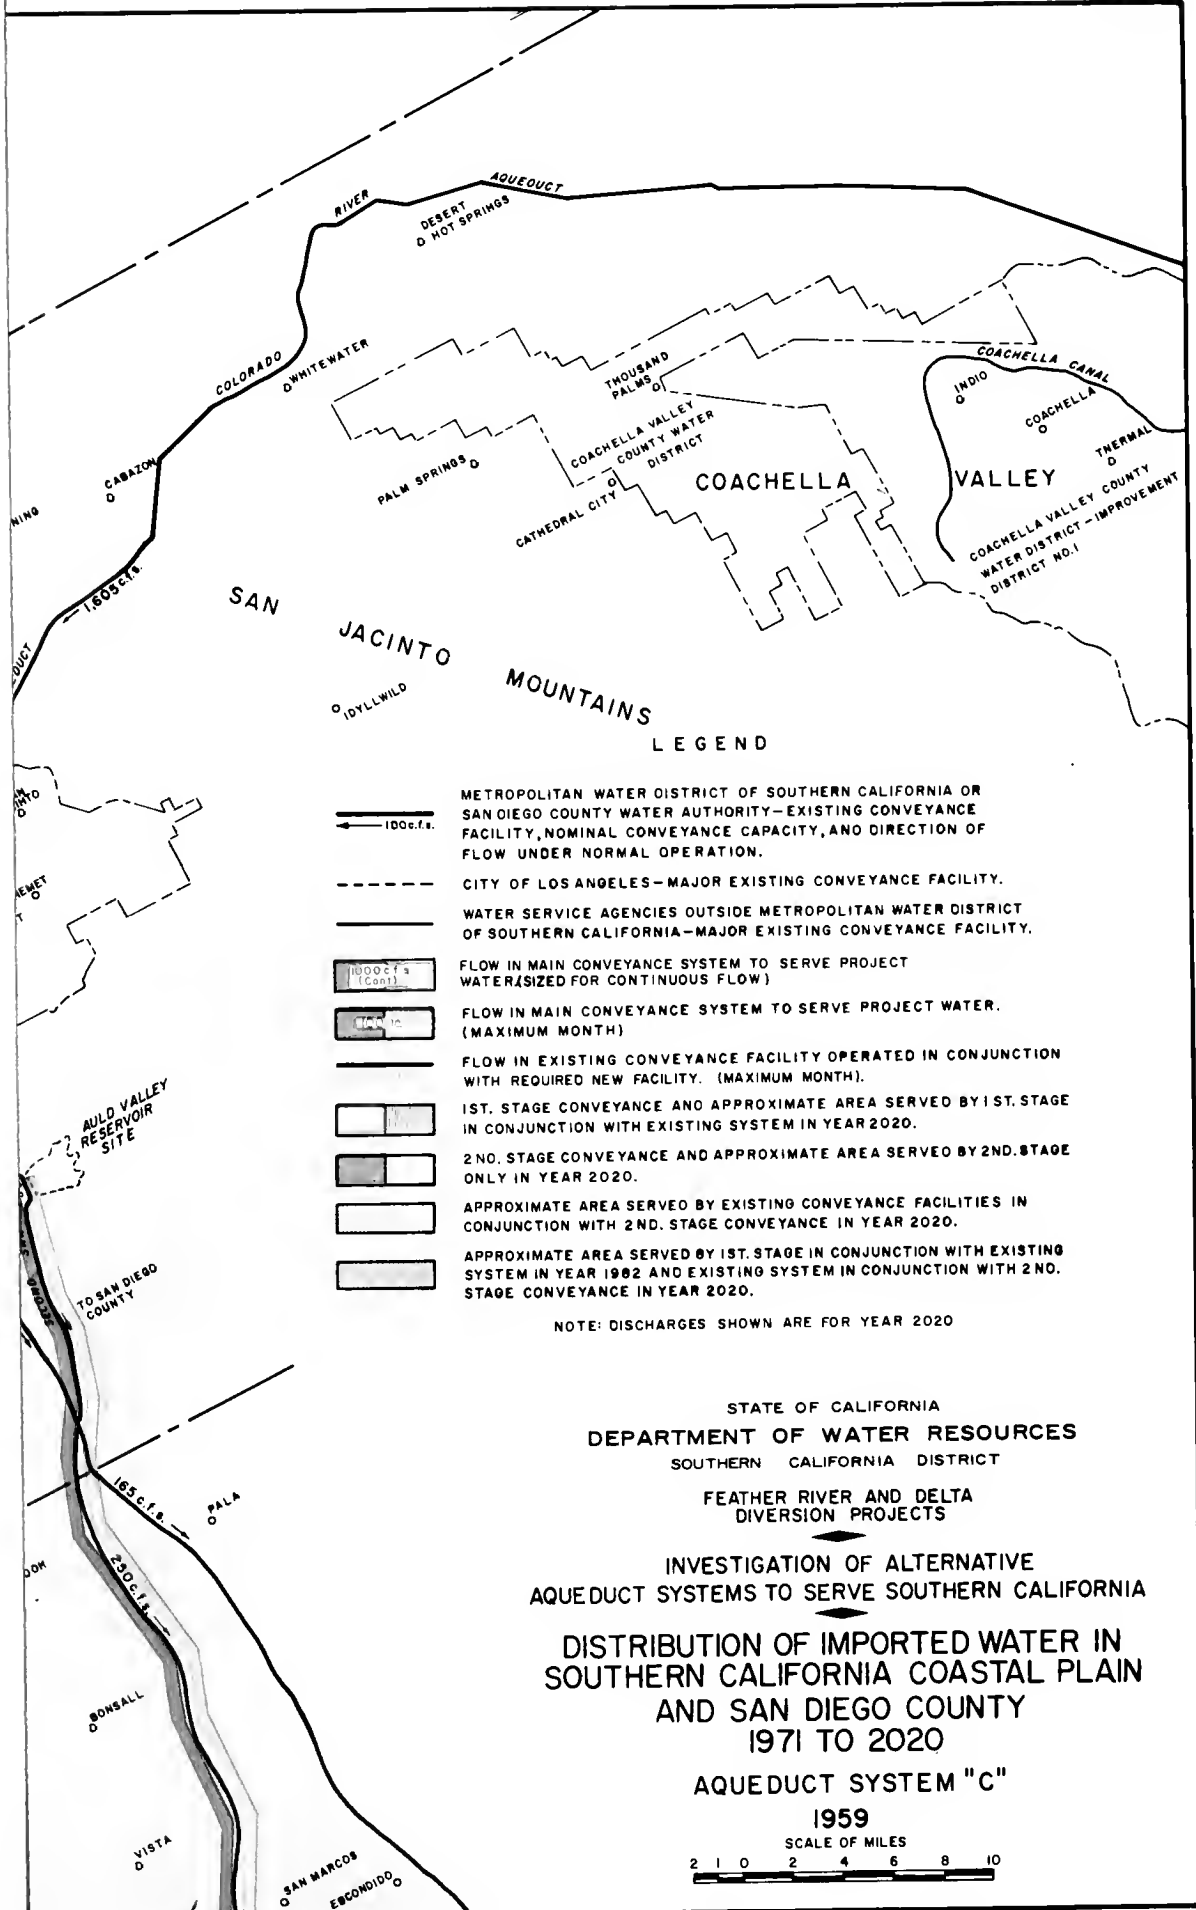 AQUEDUCT
RIVER
DESERT
HOT SPRINGS
COLORADO
WHITEWATER
THOUSAND
PALMS
COACHELLA CANAL
INDIO
COACHELLA
COACHELLA VALLEY
COUNTY WATER
DISTRICT
THERMAL
CABAZON
PALM SPRINGS
CATHEDRAL CITY
COACHELLA VALLEY
COACHELLA VALLEY COUNTY
WATER DISTRICT-IMPROVEMENT
DISTRICT NO.1
NING
1,605 c.f.s.
DUCT
SAN JACINTO MOUNTAINS
IDYLLWILD
LEGEND
METROPOLITAN WATER DISTRICT OF SOUTHERN CALIFORNIA OR
SAN DIEGO COUNTY WATER AUTHORITY-EXISTING CONVEYANCE
100c.f.s.
FACILITY, NOMINAL CONVEYANCE CAPACITY, AND DIRECTION OF
FLOW UNDER NORMAL OPERATION.
CITY OF LOS ANGELES-MAJOR EXISTING CONVEYANCE FACILITY.
WATER SERVICE AGENCIES OUTSIDE METROPOLITAN WATER DISTRICT
OF SOUTHERN CALIFORNIA-MAJOR EXISTING CONVEYANCE FACILITY.
1000cfs
(Cont)
FLOW IN MAIN CONVEYANCE SYSTEM TO SERVE PROJECT
WATER(SIZED FOR CONTINUOUS FLOW)
FLOW IN MAIN CONVEYANCE SYSTEM TO SERVE PROJECT WATER.
(MAXIMUM MONTH)
FLOW IN EXISTING CONVEYANCE FACILITY OPERATED IN CONJUNCTION
WITH REQUIRED NEW FACILITY. (MAXIMUM MONTH).
1ST. STAGE CONVEYANCE AND APPROXIMATE AREA SERVED BY 1ST. STAGE
IN CONJUNCTION WITH EXISTING SYSTEM IN YEAR 2020.
2ND. STAGE CONVEYANCE AND APPROXIMATE AREA SERVED BY 2ND. STAGE
ONLY IN YEAR 2020.
APPROXIMATE AREA SERVED BY EXISTING CONVEYANCE FACILITIES IN
CONJUNCTION WITH 2ND. STAGE CONVEYANCE IN YEAR 2020.
APPROXIMATE AREA SERVED BY 1ST. STAGE IN CONJUNCTION WITH EXISTING
SYSTEM IN YEAR 1982 AND EXISTING SYSTEM IN CONJUNCTION WITH 2ND.
STAGE CONVEYANCE IN YEAR 2020.
NOTE: DISCHARGES SHOWN ARE FOR YEAR 2020
NTO
HEMET
T
AULD VALLEY
RESERVOIR
SITE
SECOND SAN
TO SAN DIEGO
COUNTY
165 c.f.s.
PALA
OOK
250 c.f.s.
BONSALL
VISTA
SAN MARCOS
ESCONDIDO
STATE OF CALIFORNIA
DEPARTMENT OF WATER RESOURCES
SOUTHERN CALIFORNIA DISTRICT
FEATHER RIVER AND DELTA
DIVERSION PROJECTS
INVESTIGATION OF ALTERNATIVE
AQUEDUCT SYSTEMS TO SERVE SOUTHERN CALIFORNIA
DISTRIBUTION OF IMPORTED WATER IN
SOUTHERN CALIFORNIA COASTAL PLAIN
AND SAN DIEGO COUNTY
1971 TO 2020
AQUEDUCT SYSTEM "C"
1959
SCALE OF MILES
2 1 0 2 4 6 8 10